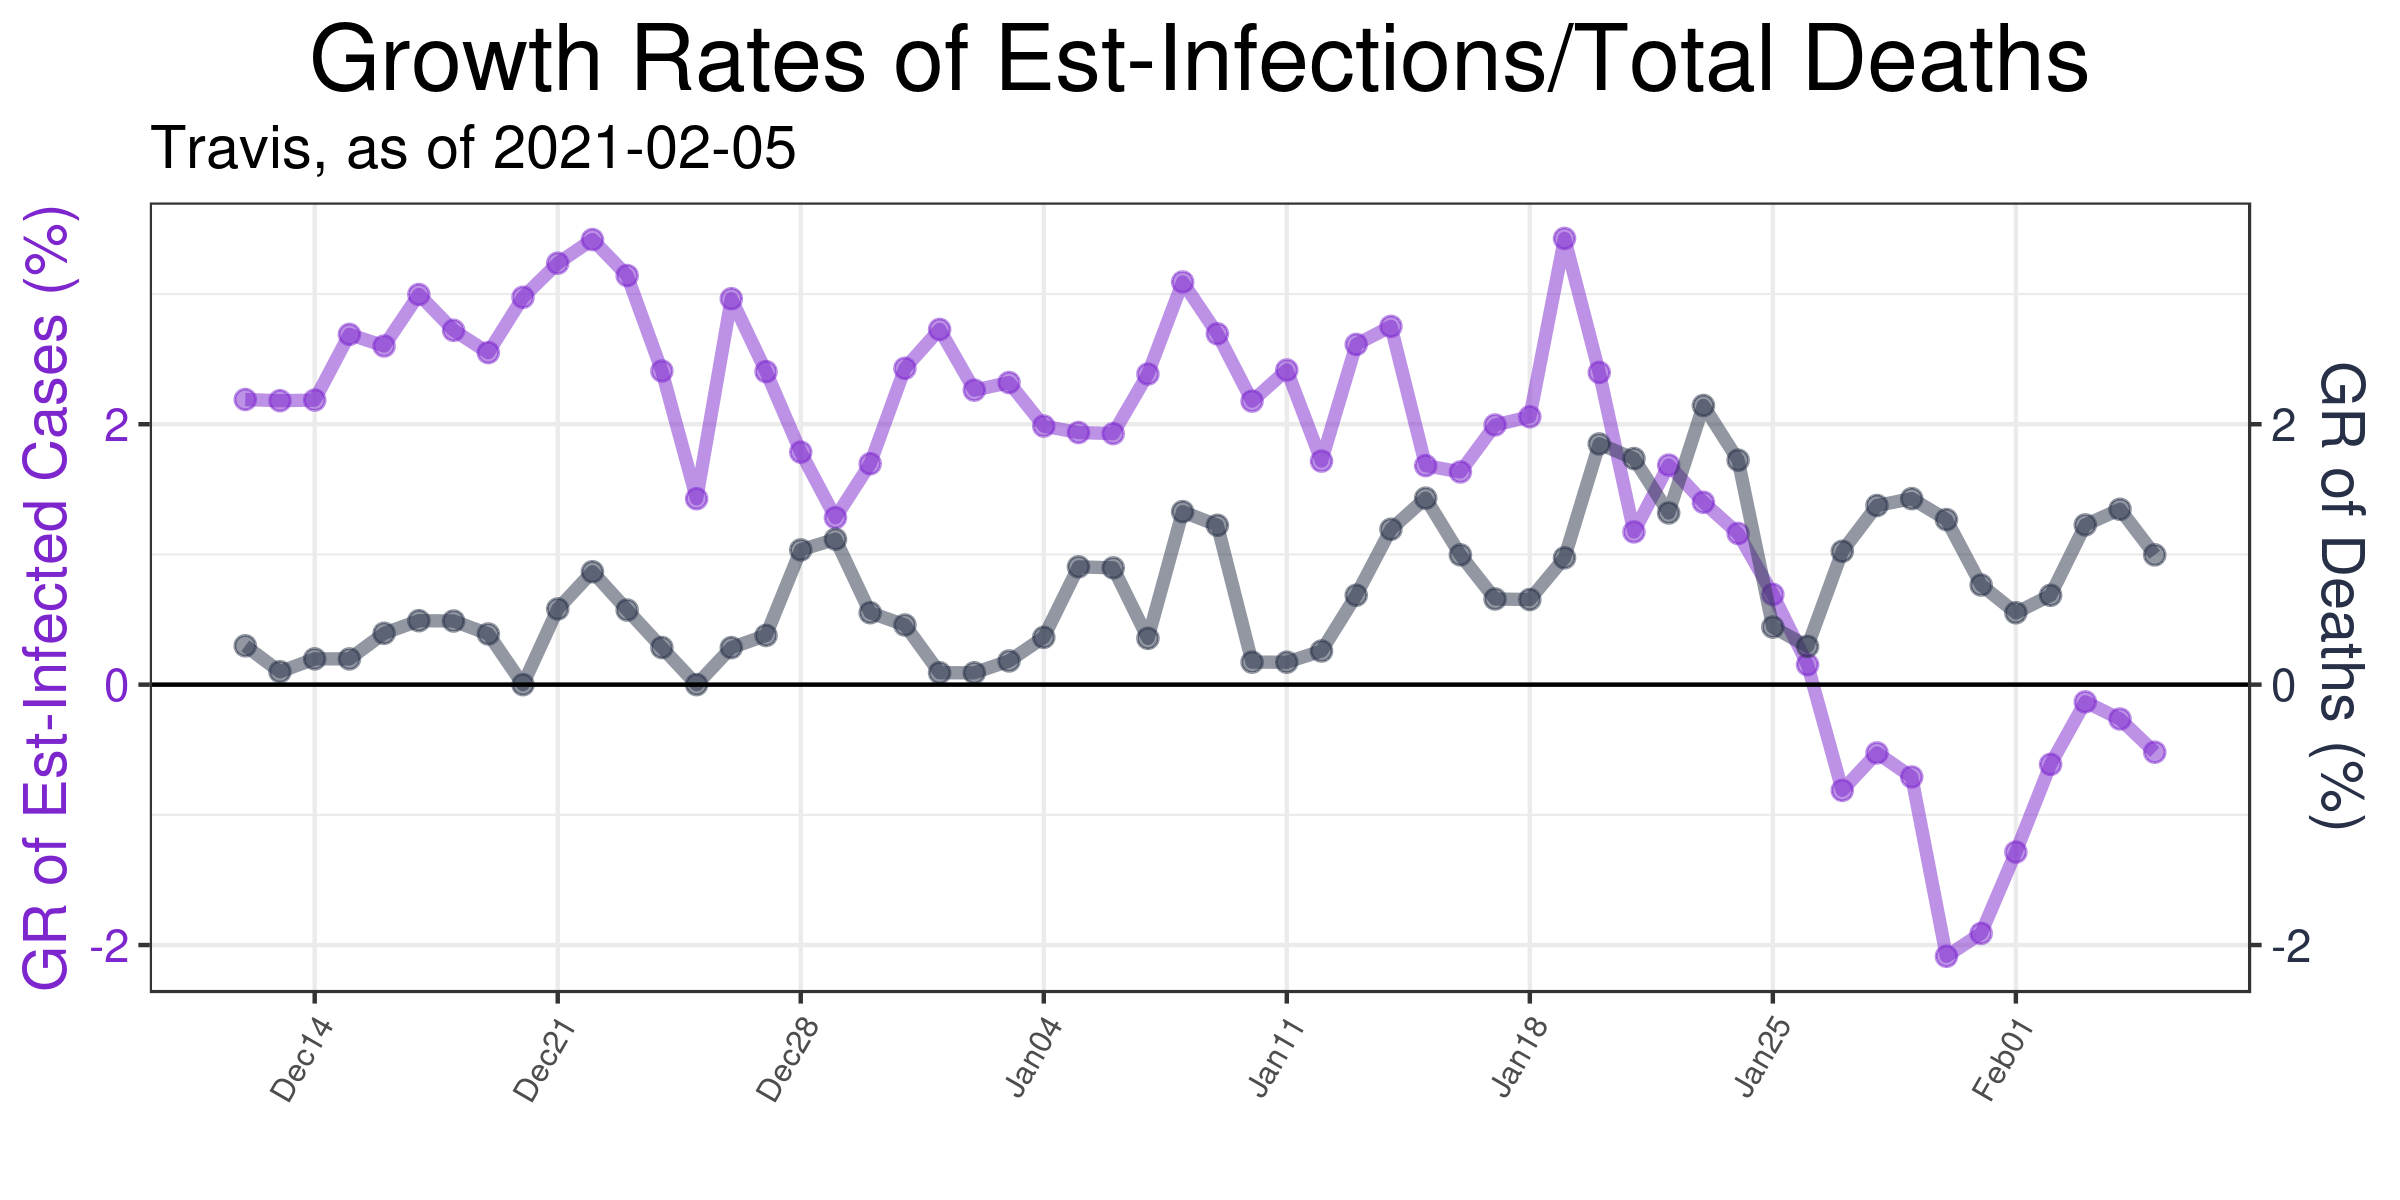 Growth Rates of Est-Infections/Total Deaths
Travis, as of 2021-02-05
GR of Est-Infected Cases (%)
2
0
-2
2
0
-2
GR of Deaths (%)
Dec14
Dec21
Dec28
Jan04
Jan11
Jan18
Jan25
Feb01